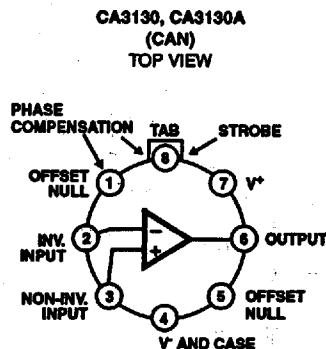 CA3130, CA3130A
(CAN)
TOP VIEW
PHASE
COMPENSATION
TAB
STROBE
8
OFFSET
NULL
1
7
V+
INV.
INPUT
2
−
+
6
OUTPUT
NON-INV.
INPUT
3
5
OFFSET
NULL
4
V- AND CASE